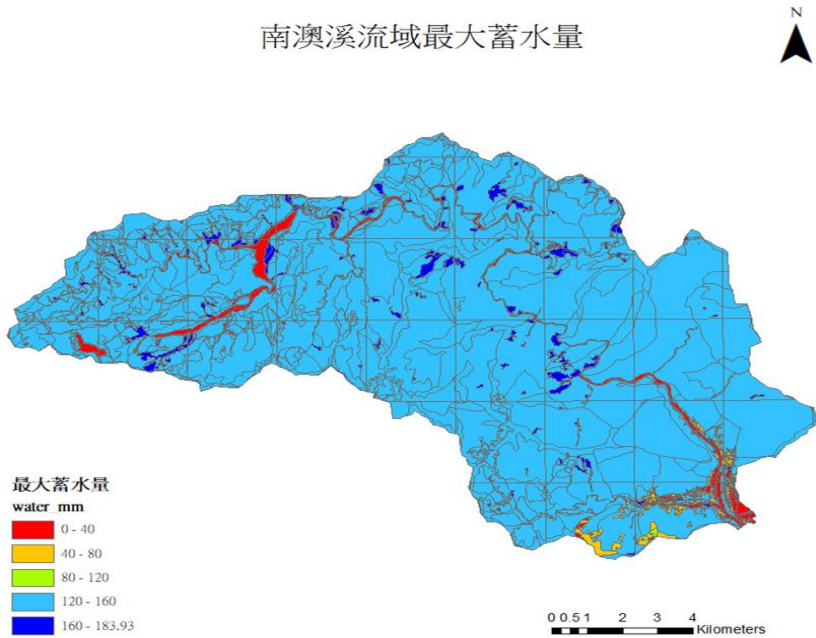 南澳溪流域最大蓄水量
N
最大蓄水量
water_mm
0 - 40
40 - 80
80 - 120
120 - 160
160 - 183.93
0 0.5 1 2 3 4
Kilometers